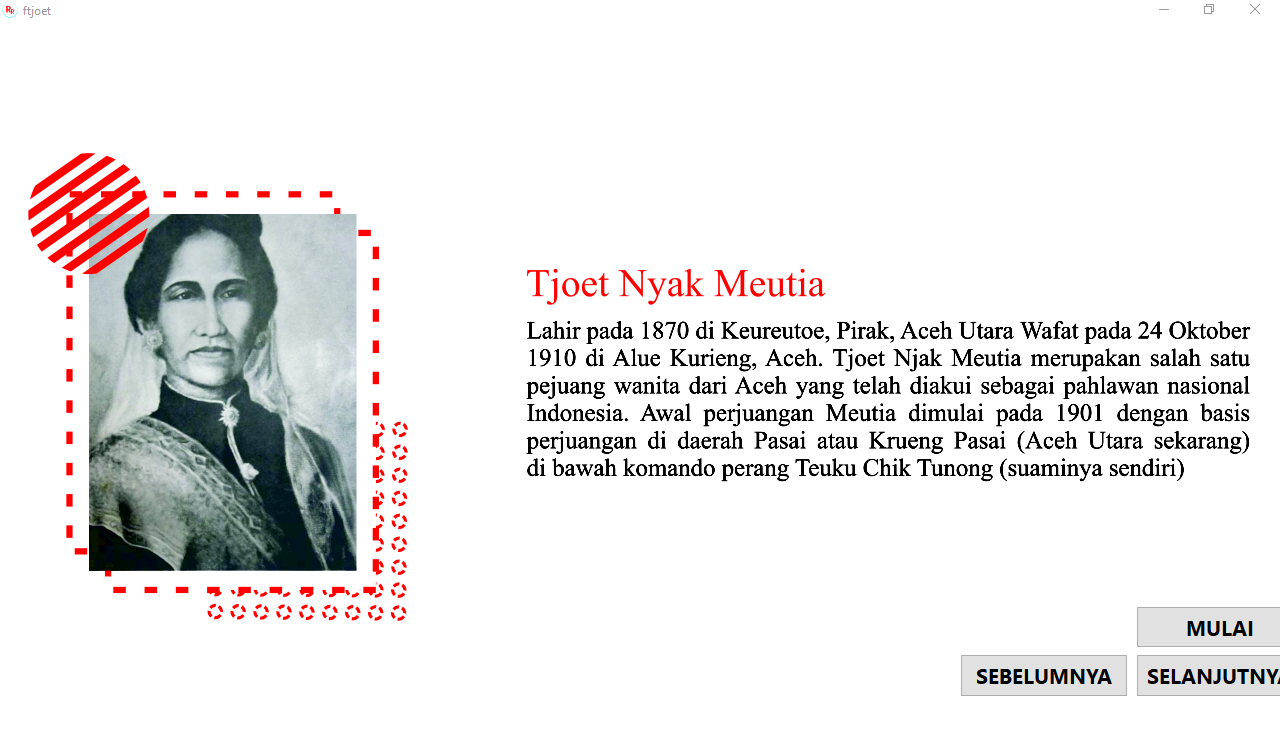 ftjoet
Tjoet Nyak Meutia
Lahir pada 1870 di Keureutoe, Pirak, Aceh Utara Wafat pada 24 Oktober
1910 di Alue Kurieng, Aceh. Tjoet Njak Meutia merupakan salah satu
pejuang wanita dari Aceh yang telah diakui sebagai pahlawan nasional
Indonesia. Awal perjuangan Meutia dimulai pada 1901 dengan basis
perjuangan di daerah Pasai atau Krueng Pasai (Aceh Utara sekarang)
di bawah komando perang Teuku Chik Tunong (suaminya sendiri)
MULAI
SEBELUMNYA
SELANJUTNYA